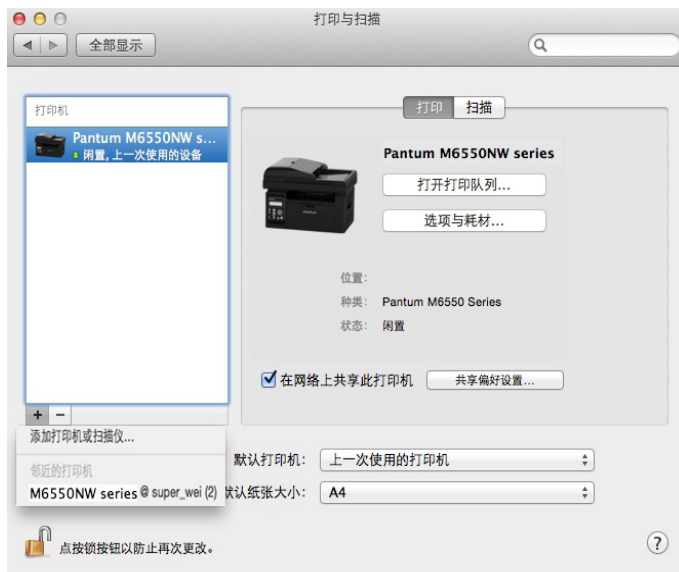 打印与扫描
全部显示
打印机
Pantum M6550NW s...
闲置, 上一次使用的设备
打印 扫描
Pantum M6550NW series
打开打印队列...
选项与耗材...
位置:
种类: Pantum M6550 Series
状态: 闲置
在网络上共享此打印机 共享偏好设置...
+ −
添加打印机或扫描仪...
邻近的打印机
M6550NW series @ super_wei (2)
默认打印机: 上一次使用的打印机
默认纸张大小: A4
点按锁按钮以防止再次更改。
?